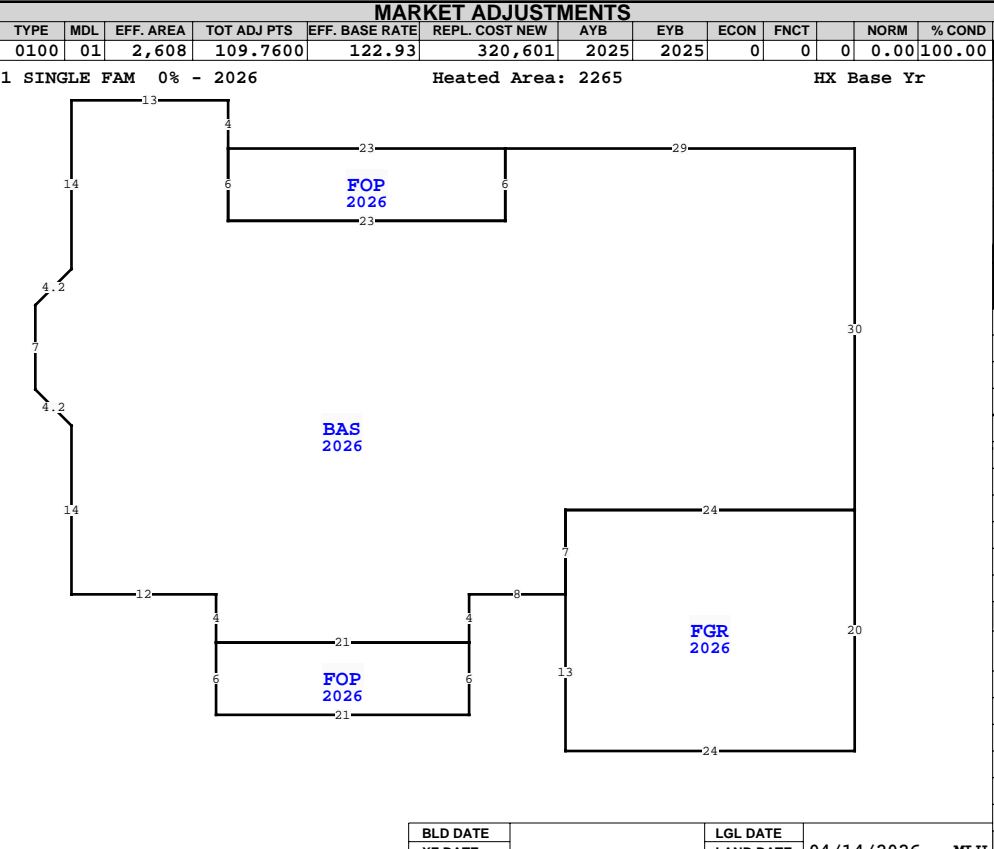 MARKET ADJUSTMENTS
TYPE MDL EFF. AREA TOT ADJ PTS EFF. BASE RATE REPL. COST NEW AYB EYB ECON FNCT NORM % COND
0100 01 2,608 109.7600 122.93 320,601 2025 2025 0 0 0 0.00 100.00
1 SINGLE FAM 0% - 2026 Heated Area: 2265 HX Base Yr
13
4
23 29
14 6 FOP 6
2026
23
4.2
30
7
4.2
BAS
2026
14 24
7
12 8
4 4
21 FGR 20
2026
6 FOP 6 13
2026
21
24
BLD DATE LGL DATE
04/14/2026 MLH